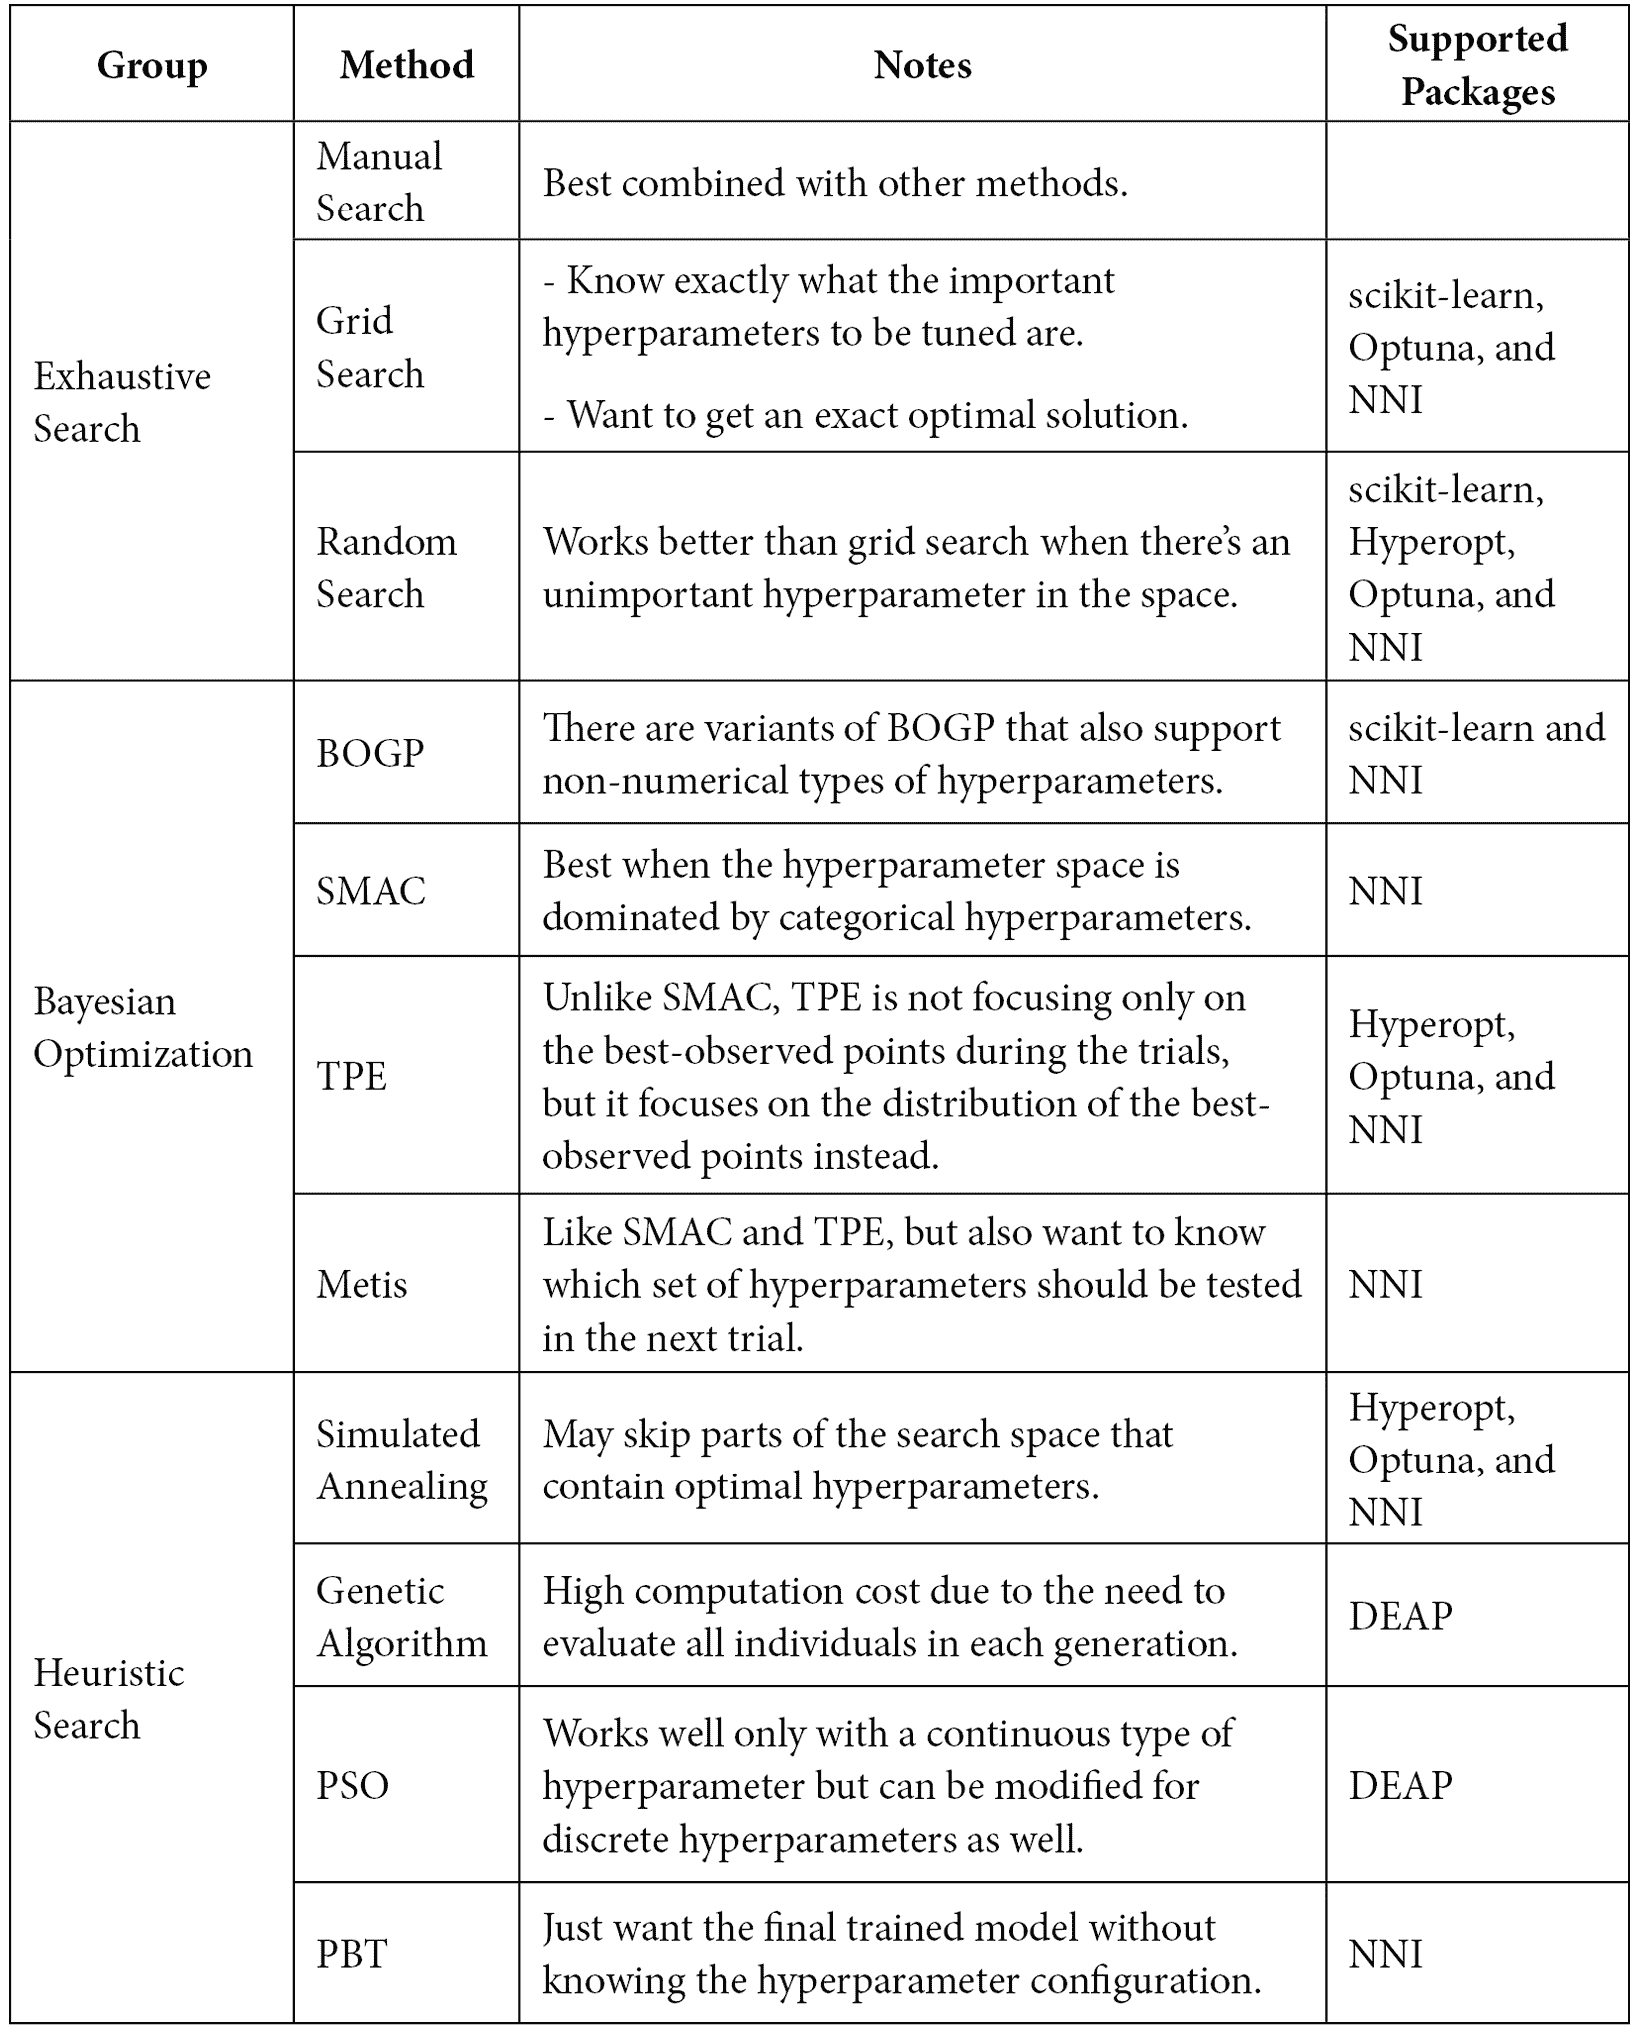 Group
Method
Notes
Supported
Packages
Exhaustive
Search
Manual
Search
Best combined with other methods.
Grid
Search
- Know exactly what the important
hyperparameters to be tuned are.
- Want to get an exact optimal solution.
scikit-learn,
Optuna, and
NNI
Random
Search
Works better than grid search when there’s an
unimportant hyperparameter in the space.
scikit-learn,
Hyperopt,
Optuna, and
NNI
Bayesian
Optimization
BOGP
There are variants of BOGP that also support
non-numerical types of hyperparameters.
scikit-learn and
NNI
SMAC
Best when the hyperparameter space is
dominated by categorical hyperparameters.
NNI
TPE
Unlike SMAC, TPE is not focusing only on
the best-observed points during the trials,
but it focuses on the distribution of the best-
observed points instead.
Hyperopt,
Optuna, and
NNI
Metis
Like SMAC and TPE, but also want to know
which set of hyperparameters should be tested
in the next trial.
NNI
Heuristic
Search
Simulated
Annealing
May skip parts of the search space that
contain optimal hyperparameters.
Hyperopt,
Optuna, and
NNI
Genetic
Algorithm
High computation cost due to the need to
evaluate all individuals in each generation.
DEAP
PSO
Works well only with a continuous type of
hyperparameter but can be modified for
discrete hyperparameters as well.
DEAP
PBT
Just want the final trained model without
knowing the hyperparameter configuration.
NNI